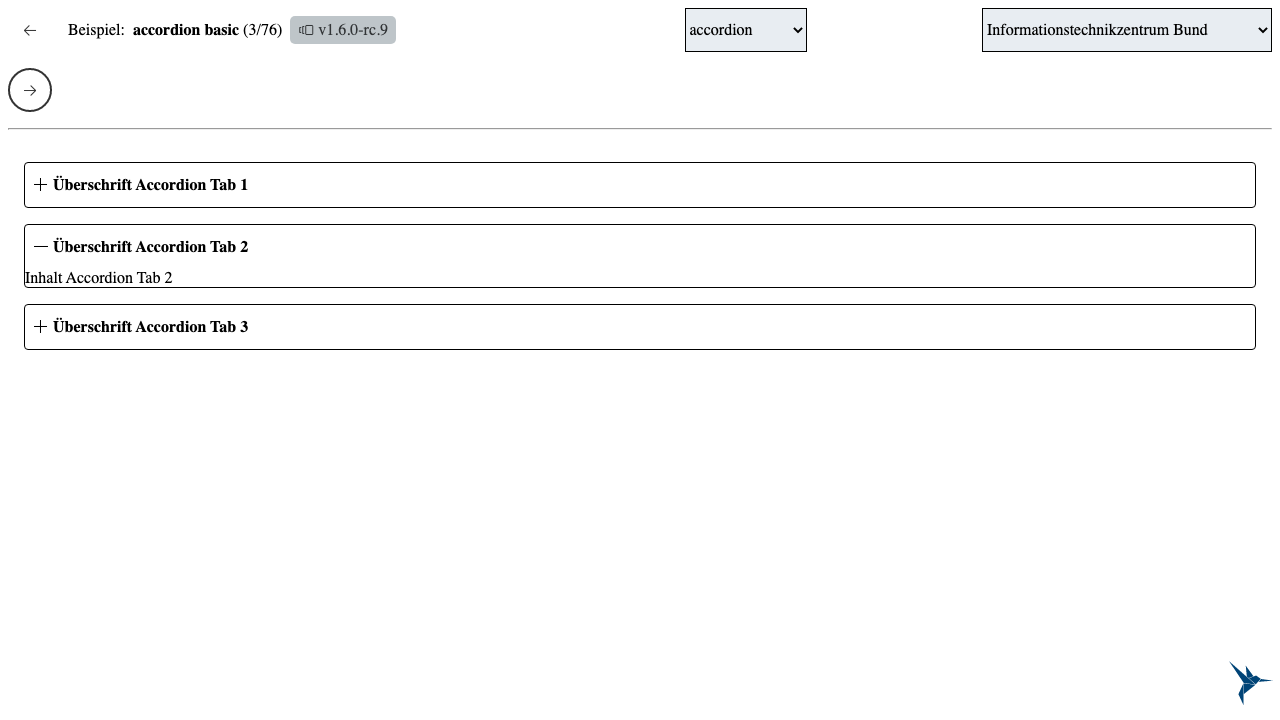 Beispiel: accordion basic (3/76) v1.6.0-rc.9 accordion Informationstechnikzentrum Bund
Überschrift Accordion Tab 1
Überschrift Accordion Tab 2
Inhalt Accordion Tab 2
Überschrift Accordion Tab 3